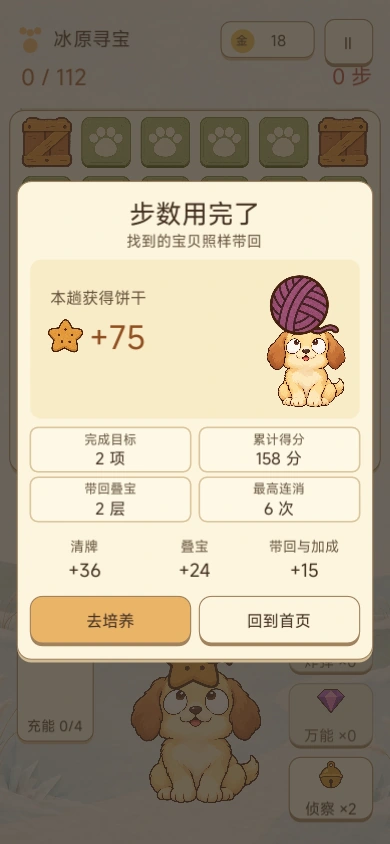 冰原寻宝
金 18
0 / 112
0 步
步数用完了
找到的宝贝照样带回
本趟获得饼干
+75
完成目标
2 项
累计得分
158 分
带回叠宝
2 层
最高连消
6 次
清牌
+36
叠宝
+24
带回与加成
+15
去培养
回到首页
充能 0/4
万能 ×0
侦察 ×2